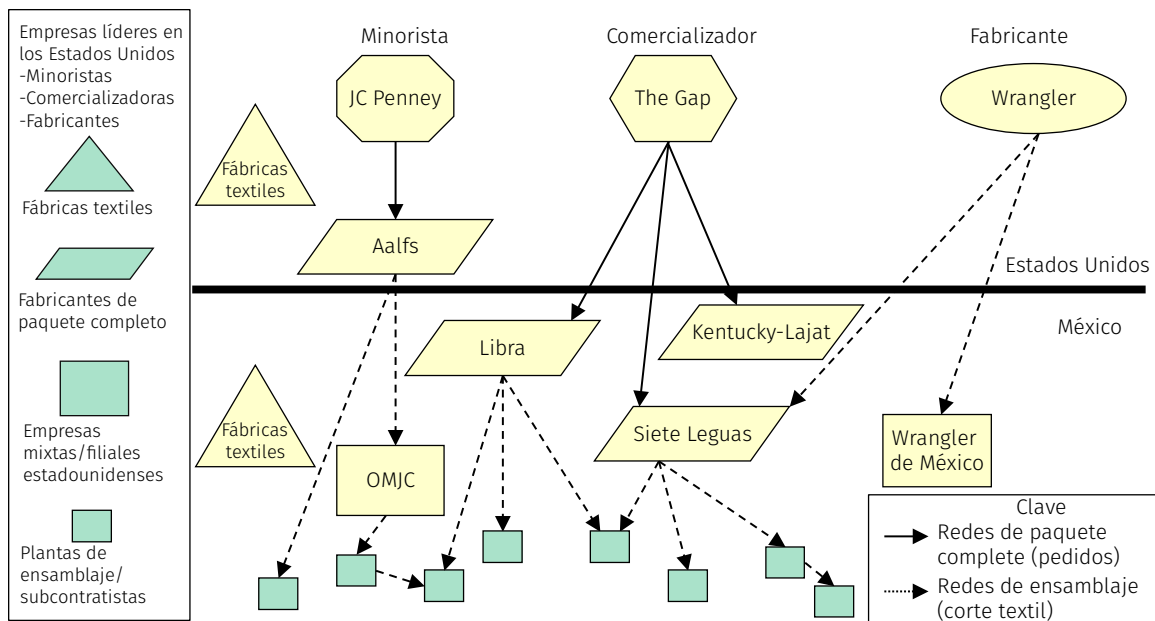 Empresas líderes en
los Estados Unidos
-Minoristas
-Comercializadoras
-Fabricantes
Fábricas textiles
Fabricantes de
paquete completo
Empresas
mixtas/filiales
estadounidenses
Plantas de
ensamblaje/
subcontratistas
Minorista
Comercializador
Fabricante
JC Penney
The Gap
Wrangler
Fábricas
textiles
Aalfs
Estados Unidos
México
Libra
Kentucky-Lajat
Fábricas
textiles
OMJC
Siete Leguas
Wrangler
de México
Clave
Redes de paquete
complete (pedidos)
Redes de ensamblaje
(corte textil)